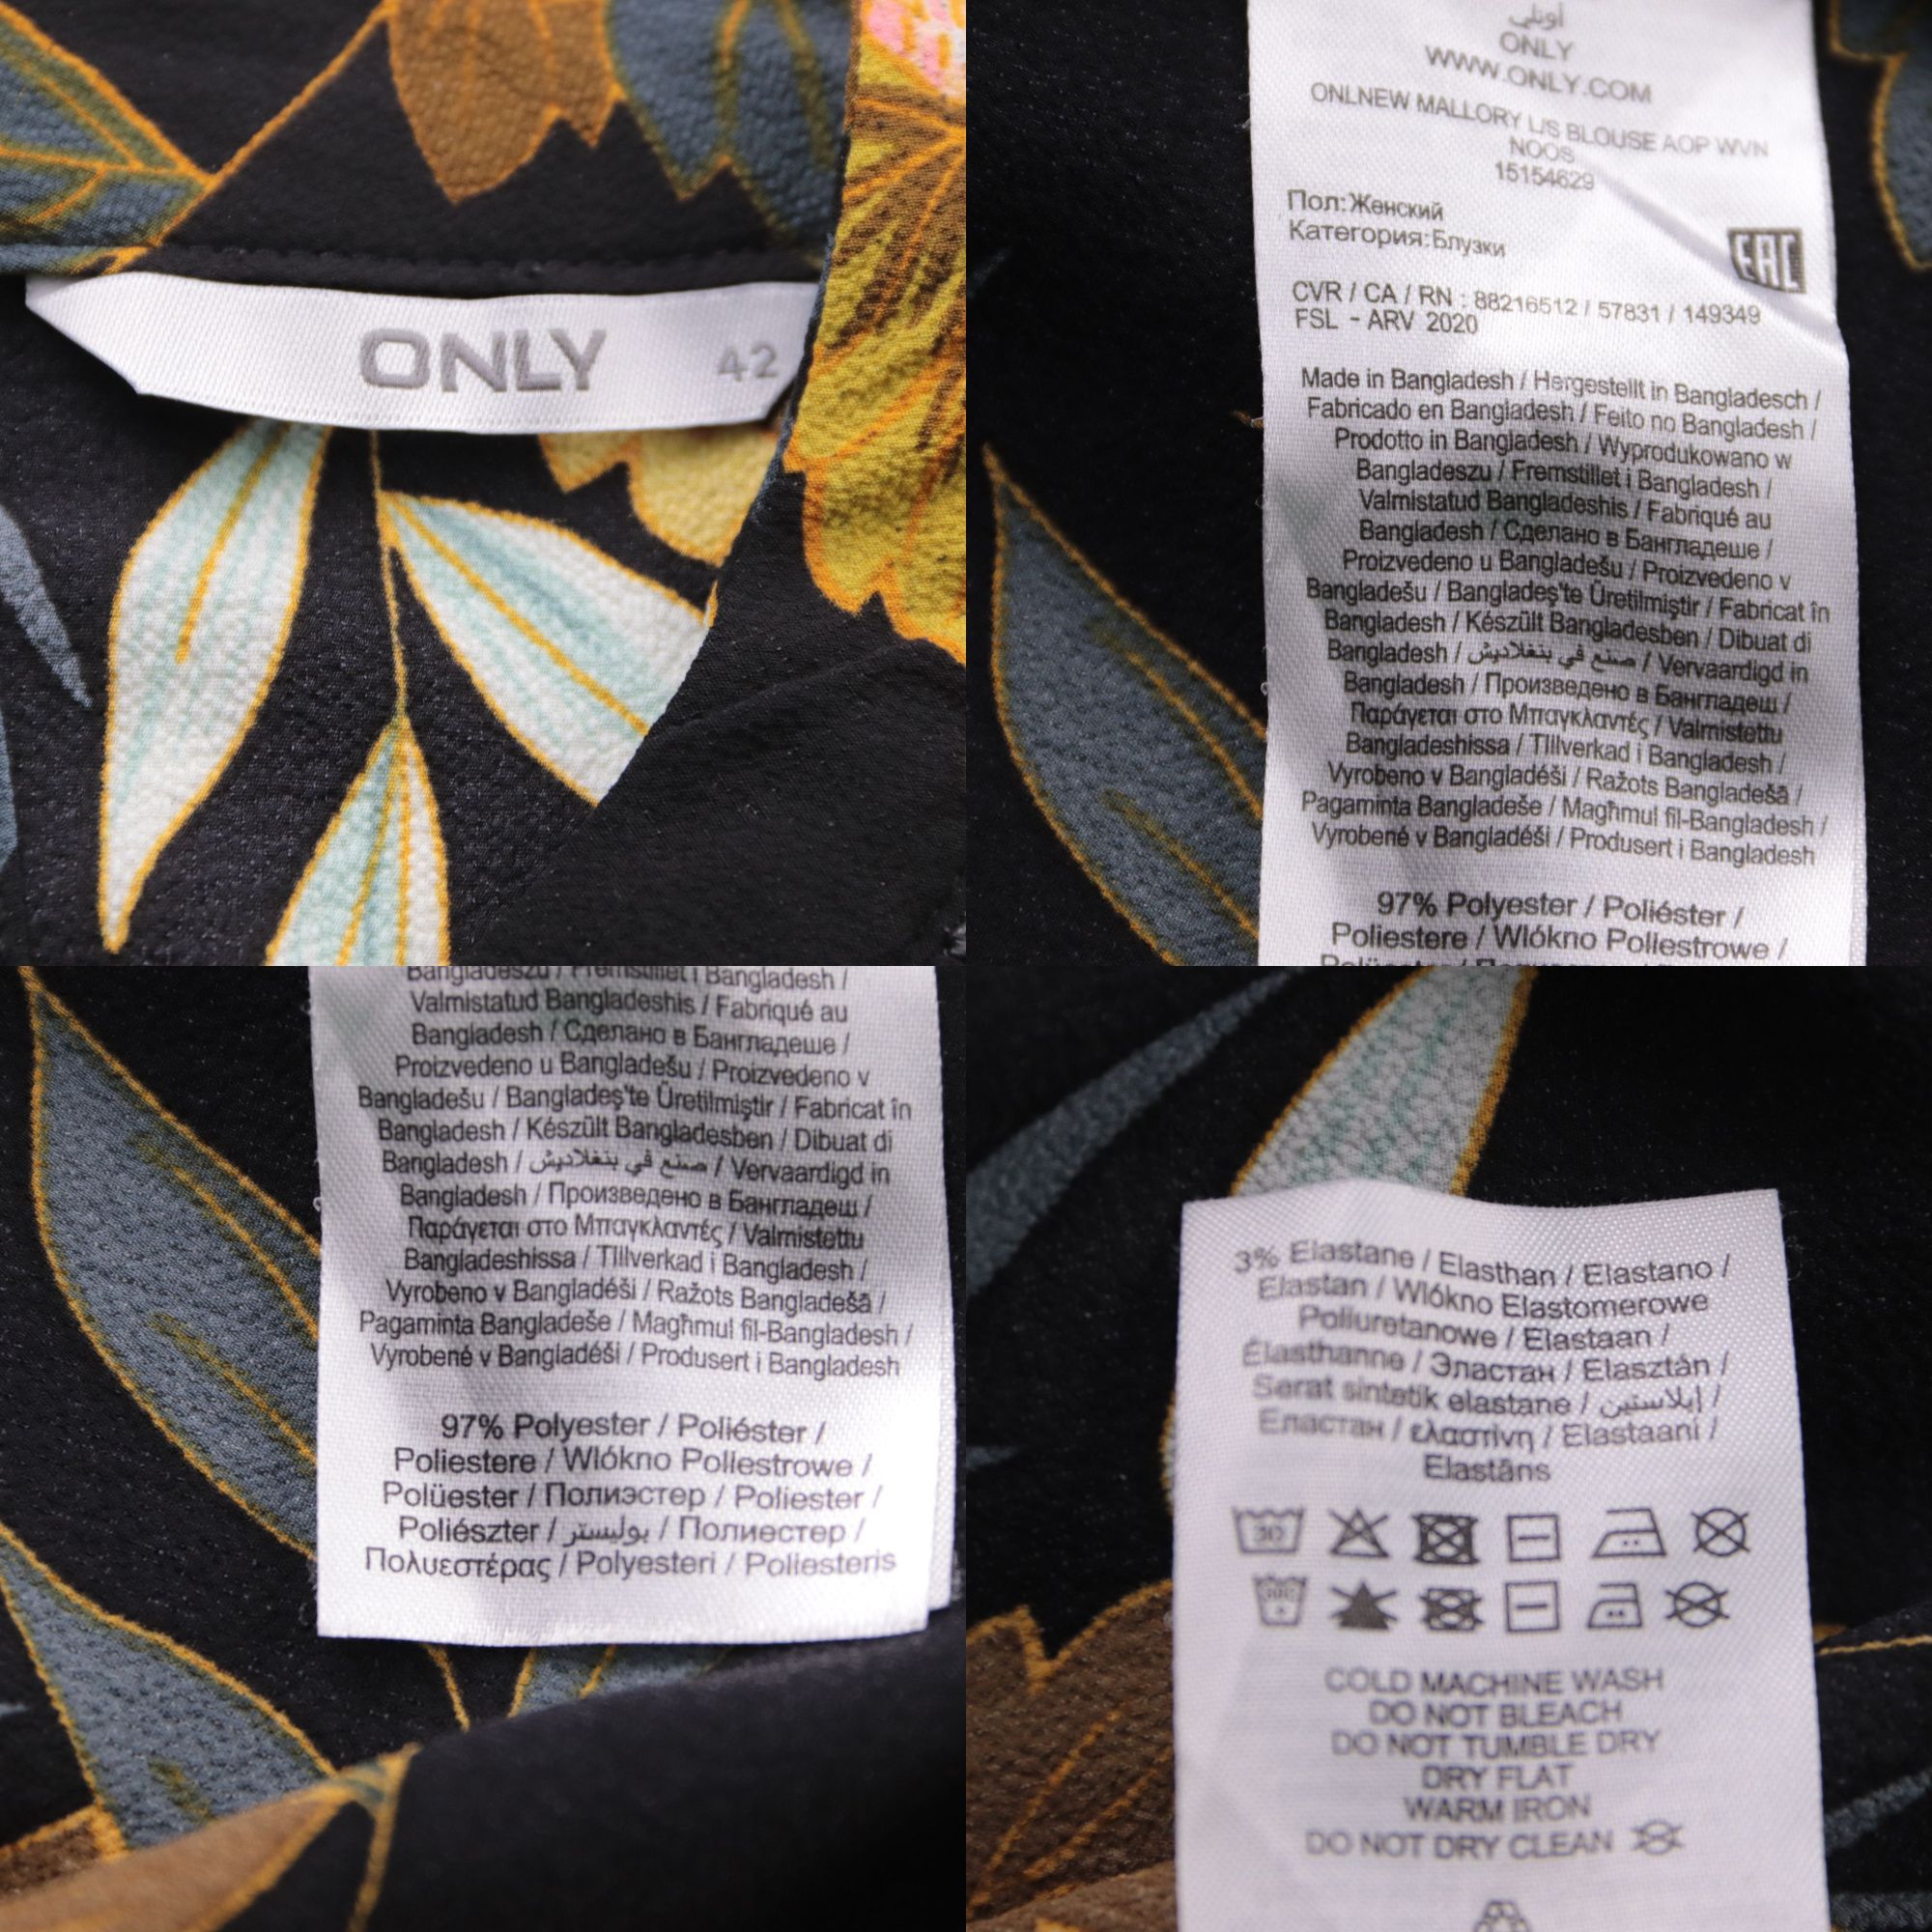 ONLY 42
أونلي
ONLY
WWW.ONLY.COM
ONLNEW MALLORY L/S BLOUSE AOP WVN
NOOS
15154629
Пол:Женский
Категория:Блузки
EAC
CVR / CA / RN : 88216512 / 57831 / 149349
FSL - ARV 2020
Made in Bangladesh / Hergestellt in Bangladesch /
Fabricado en Bangladesh / Feito no Bangladesh /
Prodotto in Bangladesh / Wyprodukowano w
Bangladeszu / Fremstillet i Bangladesh /
Valmistatud Bangladeshis / Fabriqué au
Bangladesh / Сделано в Бангладеше /
Proizvedeno u Bangladešu / Proizvedeno v
Bangladešu / Bangladeş'te Üretilmiştir / Fabricat în
Bangladesh / Készült Bangladesben / Dibuat di
Bangladesh / صنع في بنغلاديش / Vervaardigd in
Bangladesh / Произведено в Бангладеш /
Παράγεται στο Μπαγκλαντές / Valmistettu
Bangladeshissa / Tillverkad i Bangladesh /
Vyrobeno v Bangladéši / Ražots Bangladešā /
Pagaminta Bangladeše / Magħmul fil-Bangladesh /
Vyrobené v Bangladéši / Produsert i Bangladesh
97% Polyester / Poliéster /
Poliestere / Wlókno Poliestrowe /
Bangladeszu / Fremstillet i Bangladesh /
Valmistatud Bangladeshis / Fabriqué au
Bangladesh / Сделано в Бангладеше /
Proizvedeno u Bangladešu / Proizvedeno v
Bangladešu / Bangladeş'te Üretilmiştir / Fabricat în
Bangladesh / Készült Bangladesben / Dibuat di
Bangladesh / صنع في بنغلاديش / Vervaardigd in
Bangladesh / Произведено в Бангладеш /
Παράγεται στο Μπαγκλαντές / Valmistettu
Bangladeshissa / Tillverkad i Bangladesh /
Vyrobeno v Bangladéši / Ražots Bangladešā /
Pagaminta Bangladeše / Magħmul fil-Bangladesh /
Vyrobené v Bangladéši / Produsert i Bangladesh
97% Polyester / Poliéster /
Poliestere / Wlókno Poliestrowe /
Polüester / Полиэстер / Poliester /
Poliészter / بوليستر / Полиестер /
Πολυεστέρας / Polyesteri / Poliesteris
3% Elastane / Elasthan / Elastano /
Elastan / Wlókno Elastomerowe
Poliuretanowe / Elastaan /
Élasthanne / Эластан / Elasztán /
Serat sintetik elastane / إيلاستين /
Еластан / ελαστίνη / Elastaani /
Elastāns
30
COLD MACHINE WASH
DO NOT BLEACH
DO NOT TUMBLE DRY
DRY FLAT
WARM IRON
DO NOT DRY CLEAN